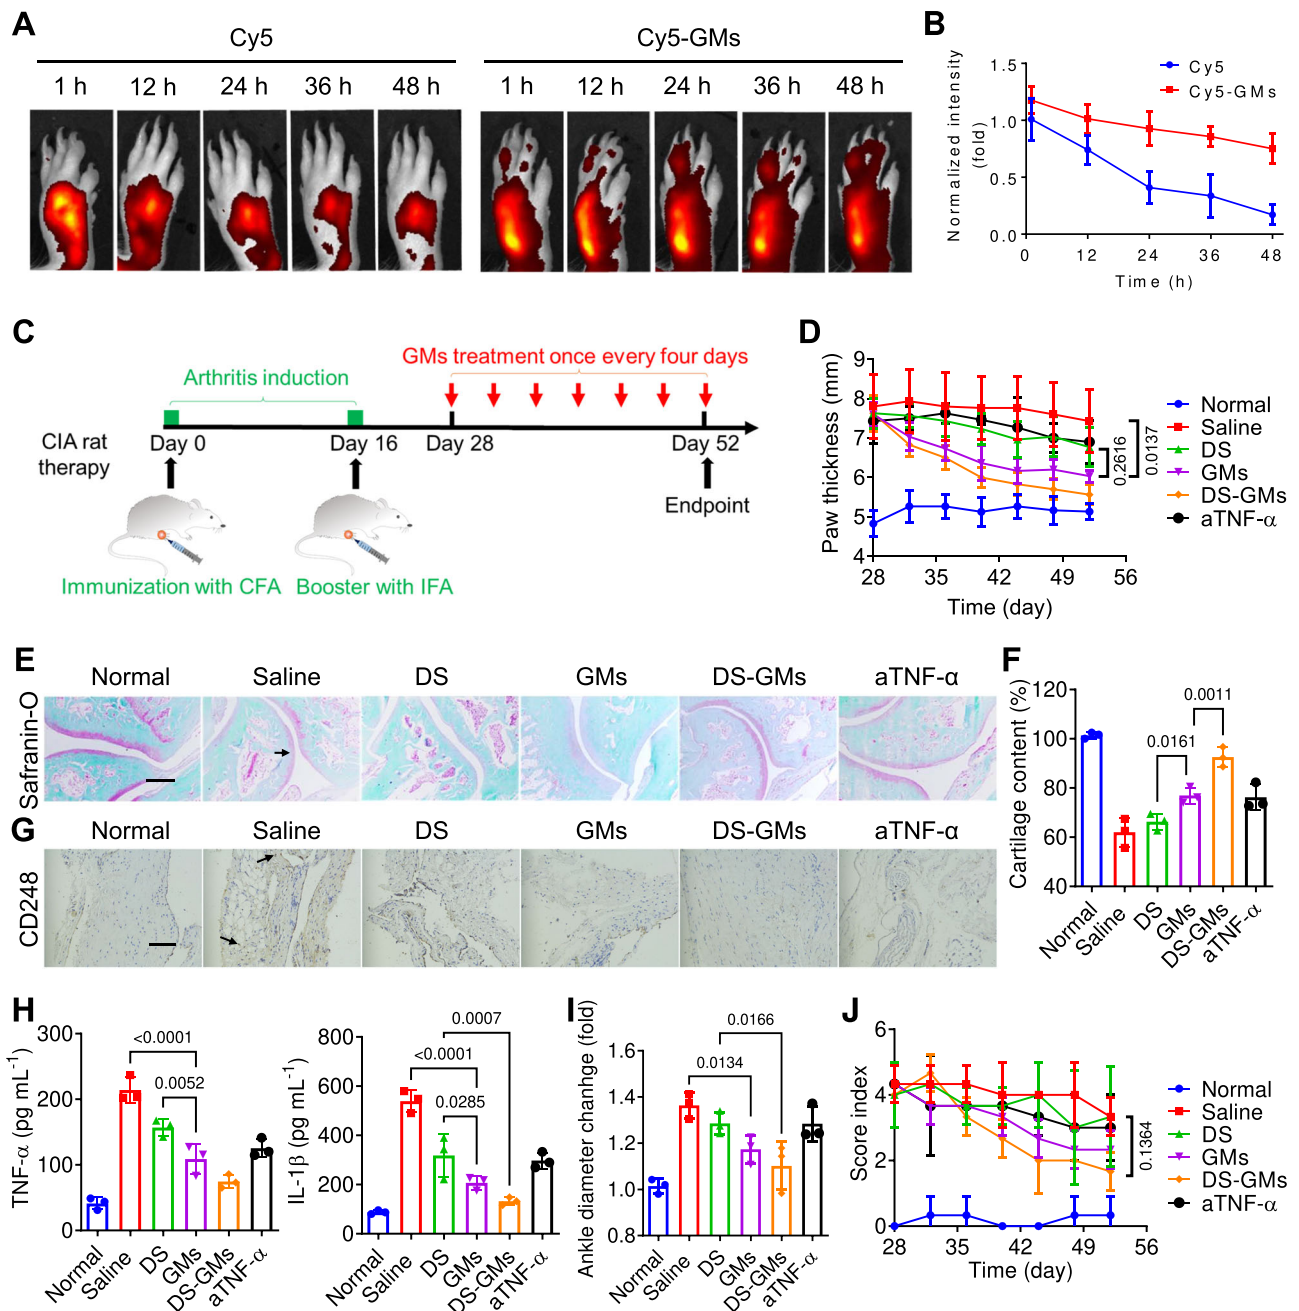 A
Cy5
Cy5-GMs
1 h 12 h 24 h 36 h 48 h 1 h 12 h 24 h 36 h 48 h
B
Normalized intensity
(fold)
1.5
1.0
0.5
0.0
0 12 24 36 48
Time (h)
Cy5
Cy5-GMs
C
GMs treatment once every four days
Arthritis induction
CIA rat
therapy
Day 0 Day 16 Day 28 Day 52
Endpoint
Immunization with CFA Booster with IFA
D
Paw thickness (mm)
9
8
7
6
5
4
28 35 42 49 56
Time (day)
0.2616
0.0137
Normal
Saline
DS
GMs
DS-GMs
aTNF-α
E
Normal Saline DS GMs DS-GMs aTNF-α
Safranin-O
F
Cartilage content (%)
120
100
80
60
40
0.0011
0.0161
Normal
Saline
DS
GMs
DS-GMs
aTNF-α
G
Normal Saline DS GMs DS-GMs aTNF-α
CD248
H
TNF-α (pg mL⁻¹)
300
200
100
0
<0.0001
0.0052
Normal
Saline
DS
GMs
DS-GMs
aTNF-α
IL-1β (pg mL⁻¹)
800
600
400
200
0
0.0007
<0.0001
0.0285
Normal
Saline
DS
GMs
DS-GMs
aTNF-α
I
Ankle diameter chanhge (fold)
1.6
1.4
1.2
1.0
0.8
0.0166
0.0134
Normal
Saline
DS
GMs
DS-GMs
aTNF-α
J
Score index
6
4
2
0
28 35 42 49 56
Time (day)
0.1364
Normal
Saline
DS
GMs
DS-GMs
aTNF-α